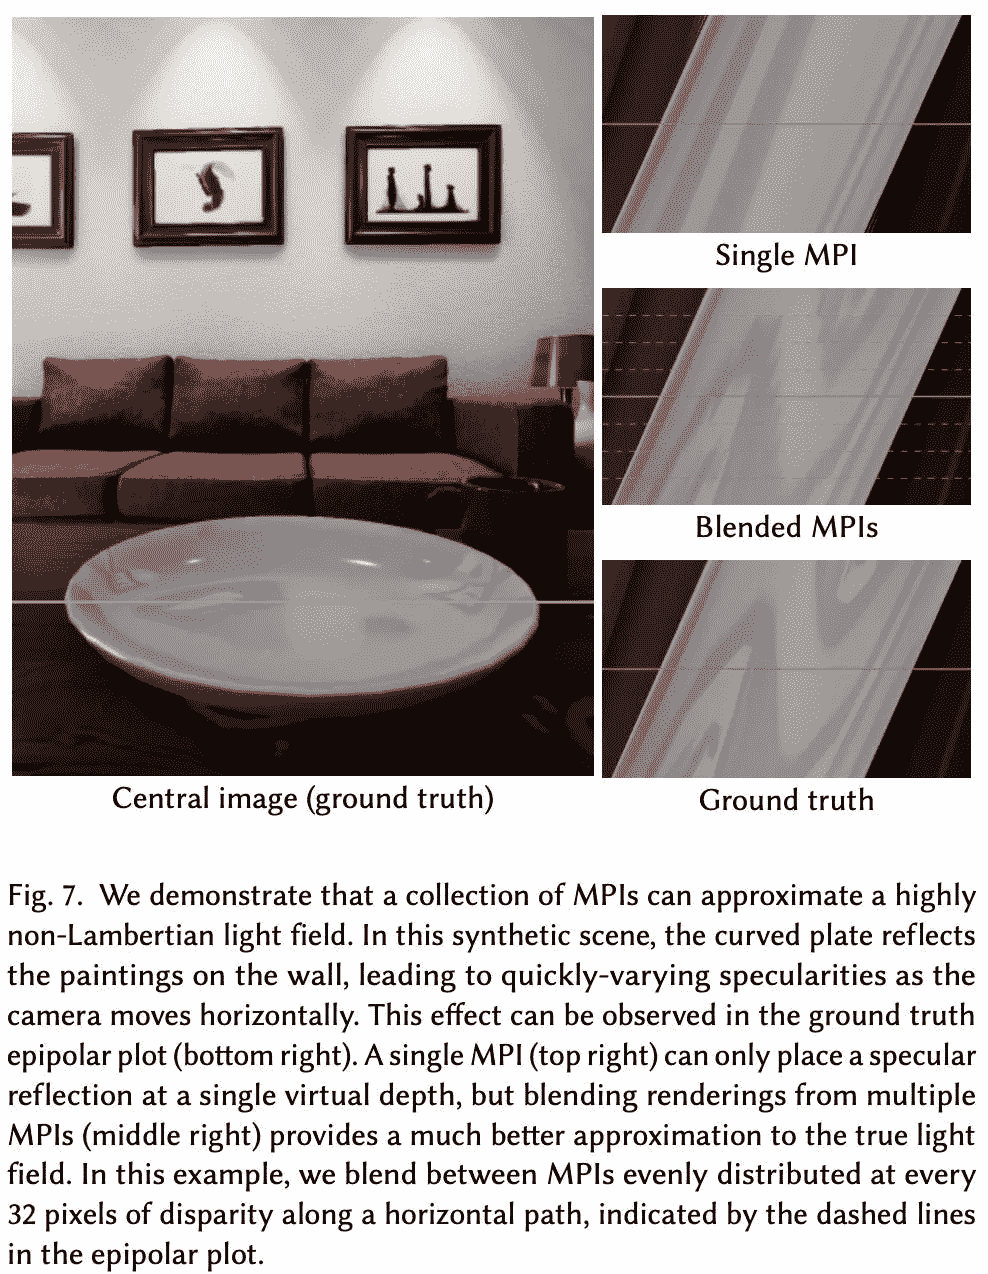 Single MPI
Blended MPIs
Central image (ground truth)
Ground truth
Fig. 7. We demonstrate that a collection of MPIs can approximate a highly
non-Lambertian light field. In this synthetic scene, the curved plate reflects
the paintings on the wall, leading to quickly-varying specularities as the
camera moves horizontally. This effect can be observed in the ground truth
epipolar plot (bottom right). A single MPI (top right) can only place a specular
reflection at a single virtual depth, but blending renderings from multiple
MPIs (middle right) provides a much better approximation to the true light
field. In this example, we blend between MPIs evenly distributed at every
32 pixels of disparity along a horizontal path, indicated by the dashed lines
in the epipolar plot.